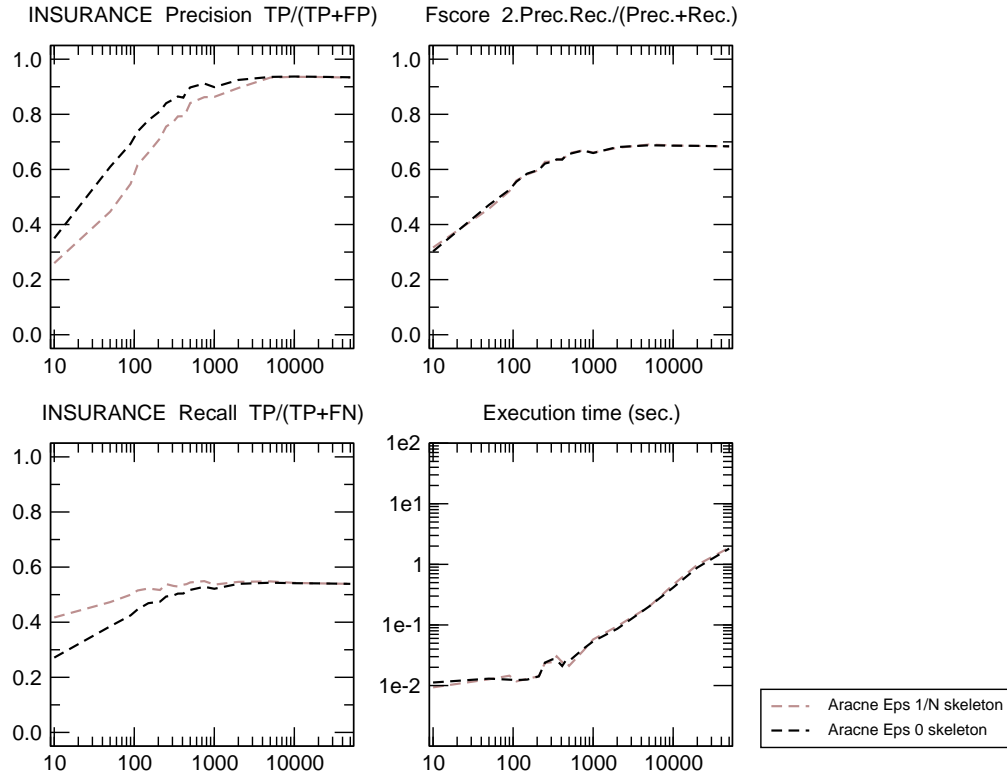 INSURANCE Precision TP/(TP+FP)
1.0
0.8
0.6
0.4
0.2
0.0
10 100 1000 10000
Fscore 2.Prec.Rec./(Prec.+Rec.)
1.0
0.8
0.6
0.4
0.2
0.0
10 100 1000 10000
INSURANCE Recall TP/(TP+FN)
1.0
0.8
0.6
0.4
0.2
0.0
10 100 1000 10000
Execution time (sec.)
1e2
1e1
1
1e-1
1e-2
10 100 1000 10000
Aracne Eps 1/N skeleton
Aracne Eps 0 skeleton